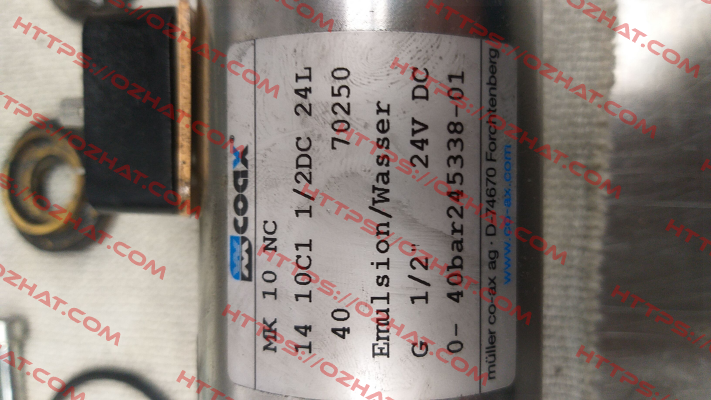 coax
MK 10 NC
14 10C1 1/2DC 24L
40 70250
Emulsion/Wasser
G 1/2" 24V DC
0- 40bar245338-01
müller co-ax ag · D-74670 Forchtenberg
www.co-ax.com
HTTPS://OZHAT.COM